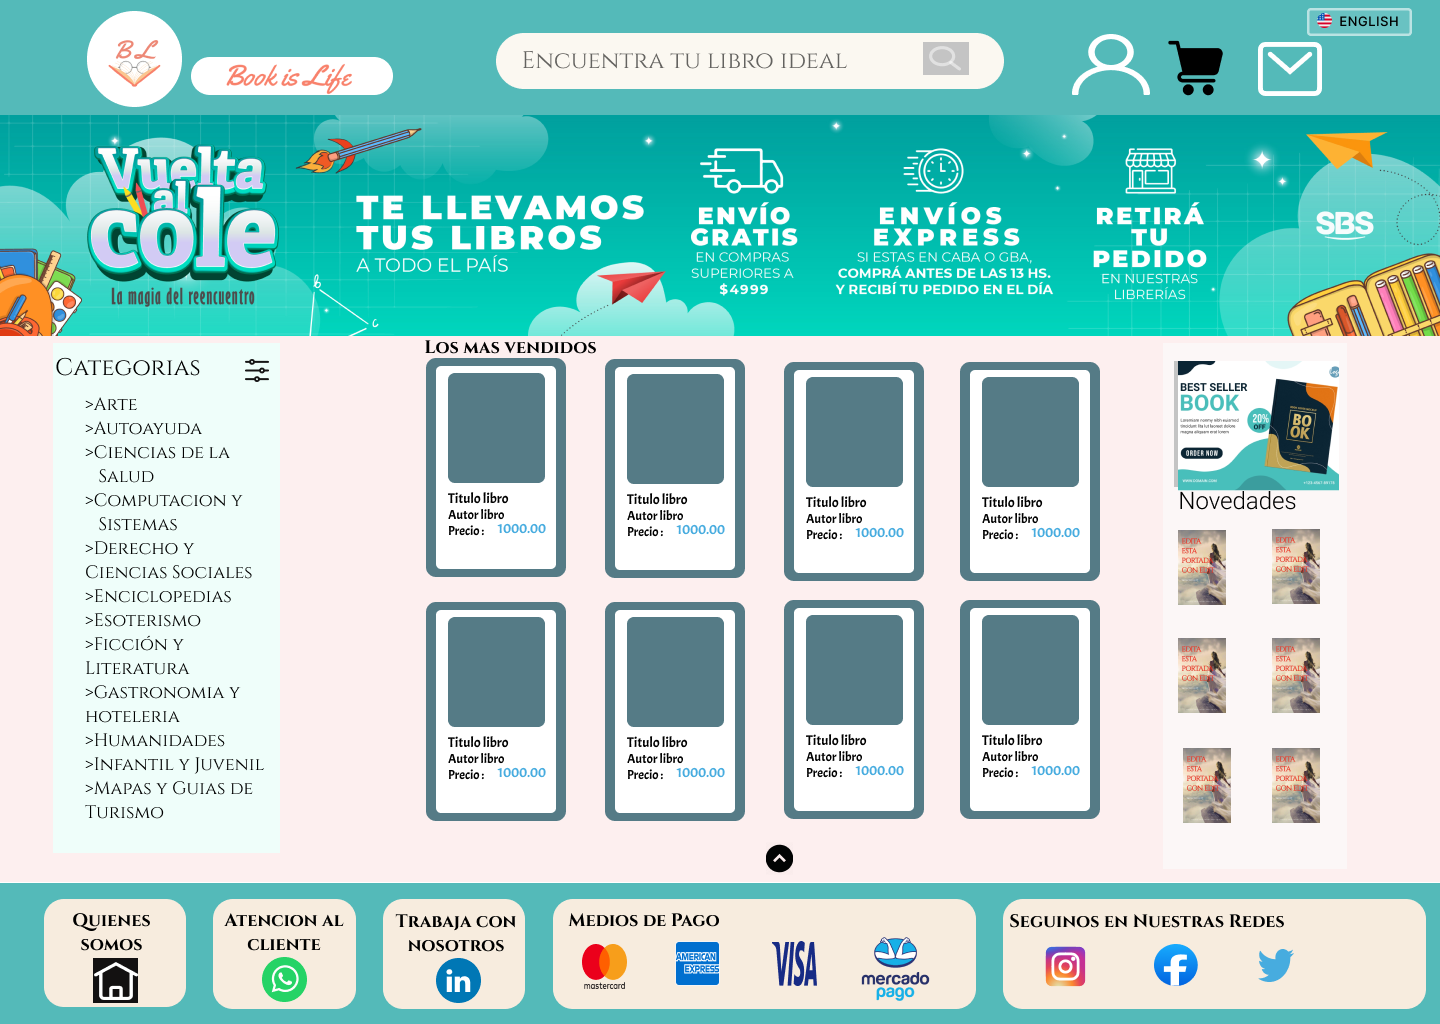 ENGLISH
B L
Book is Life
Encuentra tu libro ideal
Vuelta
al
cole
La magia del reencuentro
TE LLEVAMOS
TUS LIBROS
A TODO EL PAÍS
b
c
ENVÍO
GRATIS
EN COMPRAS
SUPERIORES A
$4999
ENVÍOS
EXPRESS
SI ESTAS EN CABA O GBA,
COMPRÁ ANTES DE LAS 13 HS.
Y RECIBÍ TU PEDIDO EN EL DÍA
RETIRÁ
TU
PEDIDO
EN NUESTRAS
LIBRERÍAS
SBS
Categorias
>Arte
>Autoayuda
>Ciencias de la
Salud
>Computacion y
Sistemas
>Derecho y
Ciencias Sociales
>Enciclopedias
>Esoterismo
>Ficción y
Literatura
>Gastronomia y
hoteleria
>Humanidades
>Infantil y Juvenil
>Mapas y Guias de
Turismo
Los mas vendidos
Titulo libro
Autor libro
Precio : 1000.00
Titulo libro
Autor libro
Precio : 1000.00
Titulo libro
Autor libro
Precio : 1000.00
Titulo libro
Autor libro
Precio : 1000.00
Titulo libro
Autor libro
Precio : 1000.00
Titulo libro
Autor libro
Precio : 1000.00
Titulo libro
Autor libro
Precio : 1000.00
Titulo libro
Autor libro
Precio : 1000.00
BEST SELLER
BOOK
20%
OFF
ORDER NOW
BO
OK
Novedades
EDITA
ESTA
PORTADA
CON EL
EDITA
ESTA
PORTADA
CON EL
EDITA
ESTA
PORTADA
CON EL
EDITA
ESTA
PORTADA
CON EL
EDITA
ESTA
PORTADA
CON EL
EDITA
ESTA
PORTADA
CON EL
Quienes
somos
Atencion al
cliente
Trabaja con
nosotros
in
Medios de Pago
mastercard
AMERICAN
EXPRESS
VISA
mercado
pago
Seguinos en Nuestras Redes